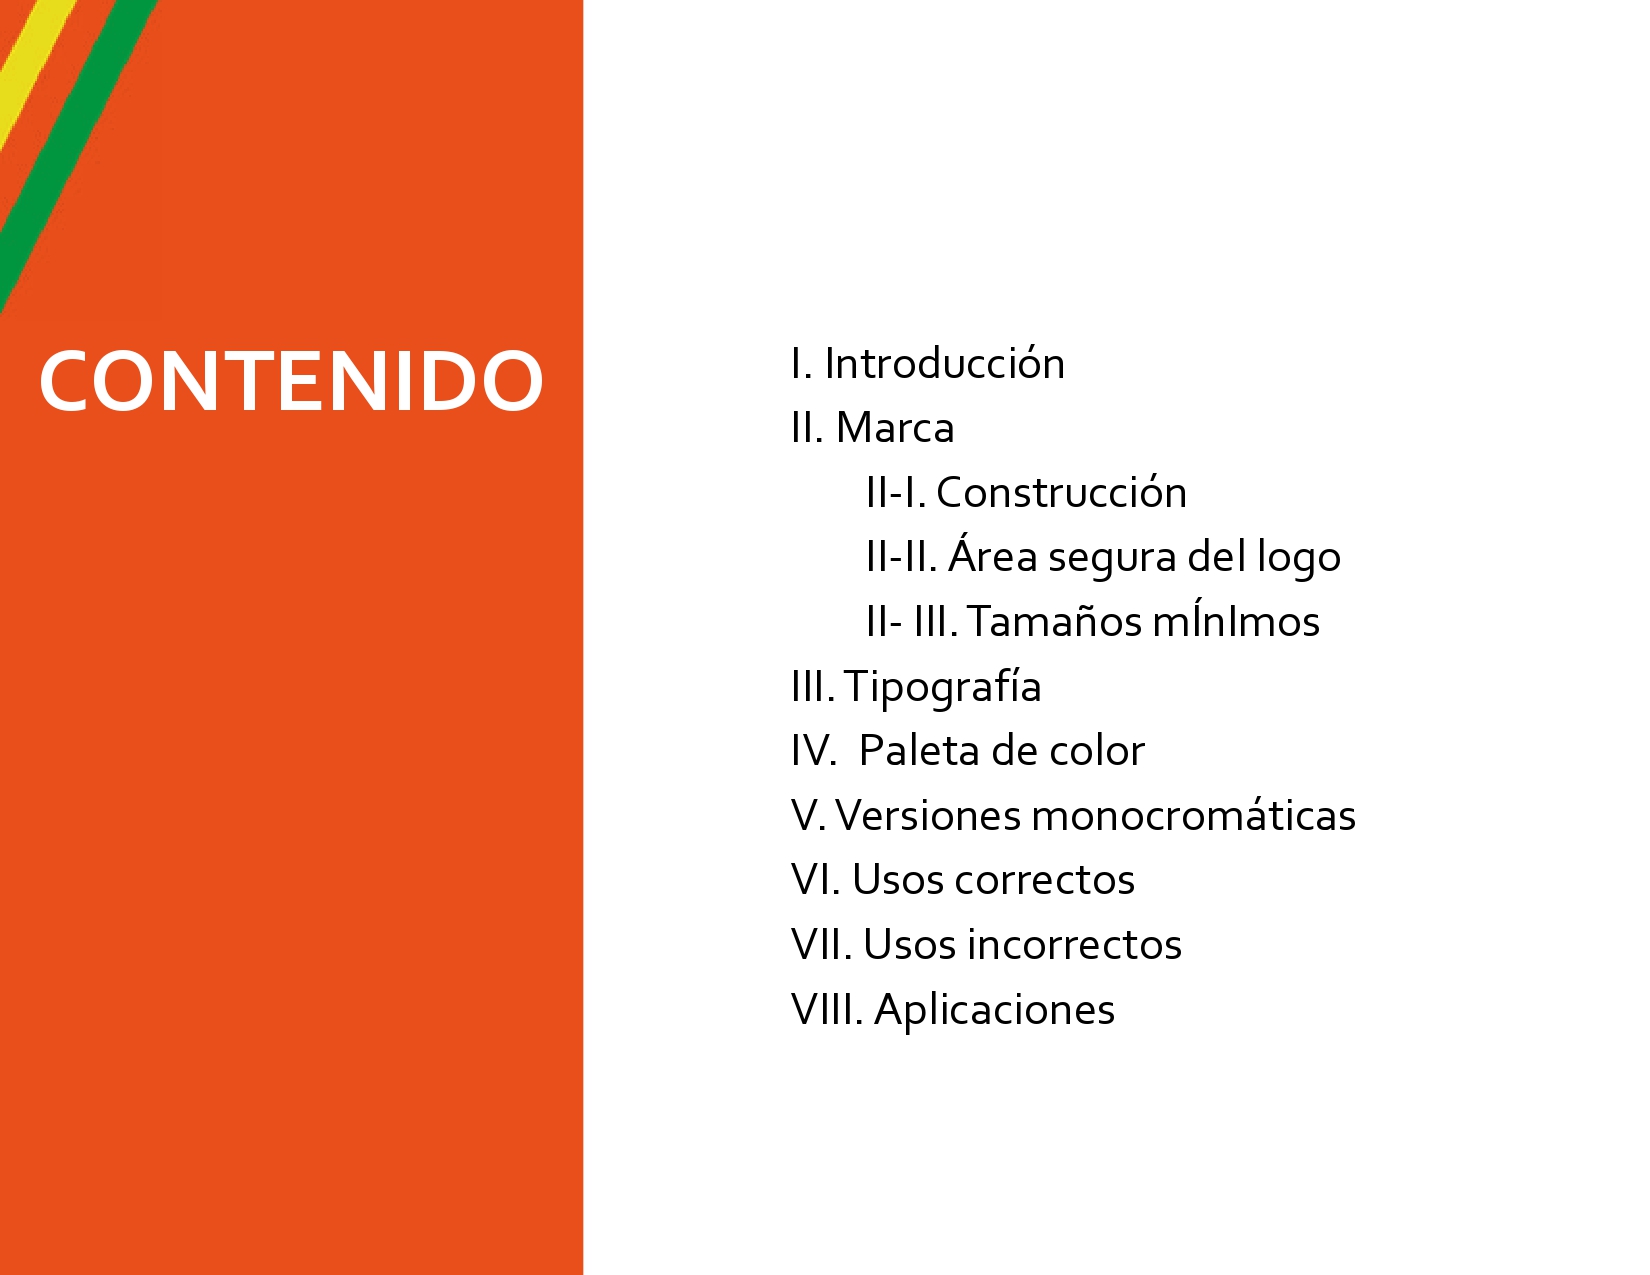 CONTENIDO
I. Introducción
II. Marca
II-I. Construcción
II-II. Área segura del logo
II- III. Tamaños mÍnImos
III. Tipografía
IV.  Paleta de color
V. Versiones monocromáticas
VI. Usos correctos
VII. Usos incorrectos
VIII. Aplicaciones